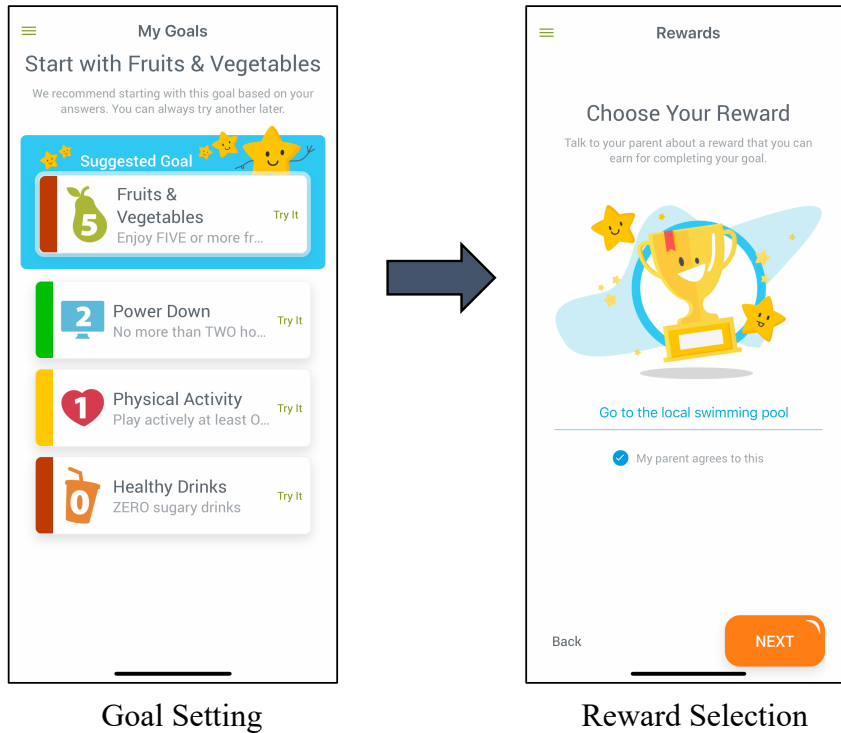 My Goals
Start with Fruits & Vegetables
We recommend starting with this goal based on your
answers. You can always try another later.
Suggested Goal
5
Fruits &
Vegetables
Enjoy FIVE or more fr...
Try It
2
Power Down
No more than TWO ho...
Try It
1
Physical Activity
Play actively at least O...
Try It
0
Healthy Drinks
ZERO sugary drinks
Try It
Goal Setting
Rewards
Choose Your Reward
Talk to your parent about a reward that you can
earn for completing your goal.
Go to the local swimming pool
My parent agrees to this
Back
NEXT
Reward Selection